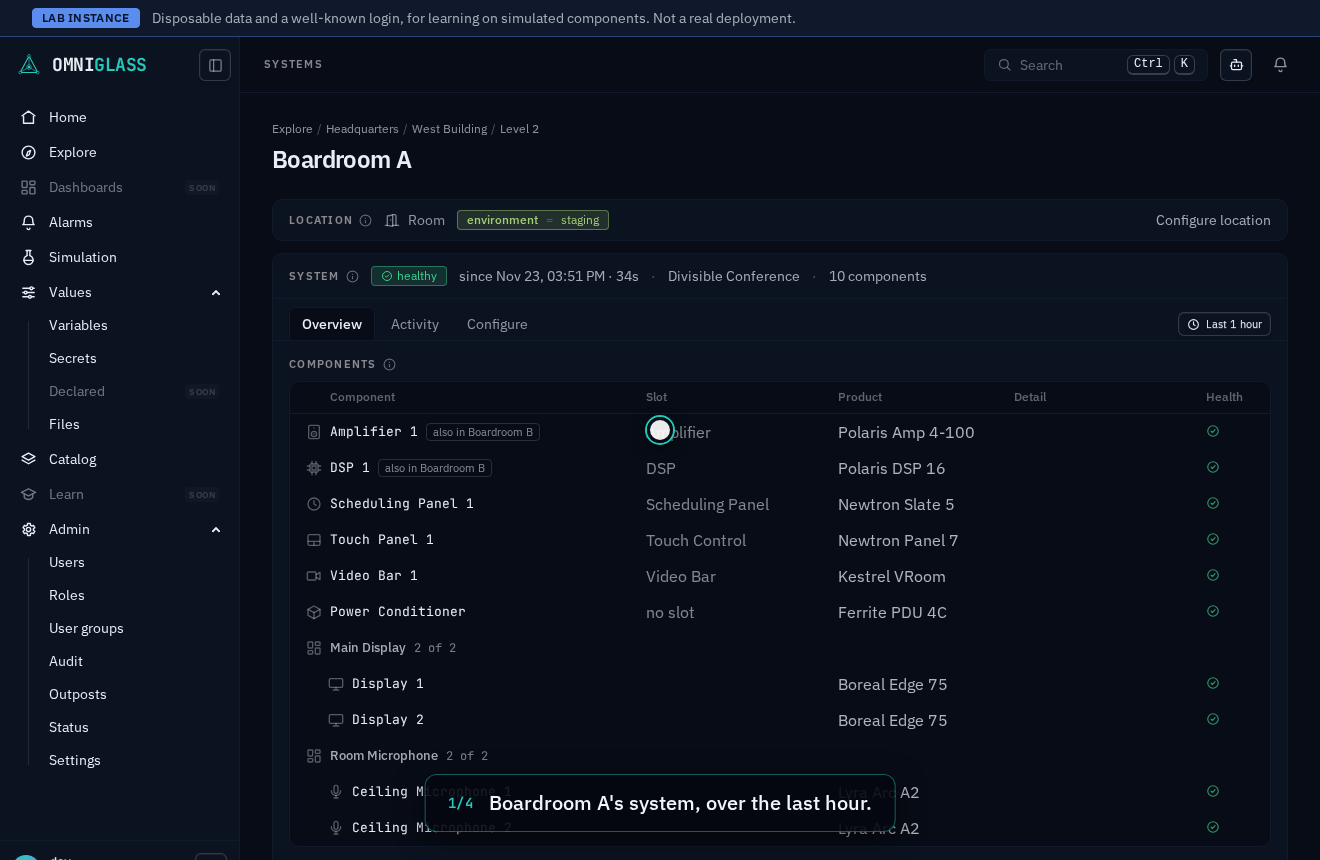 LAB INSTANCE Disposable data and a well-known login, for learning on simulated components. Not a real deployment.
OMNIGLASS
SYSTEMS
Search Ctrl K
Home
Explore
Dashboards SOON
Alarms
Simulation
Values
Variables
Secrets
Declared SOON
Files
Catalog
Learn SOON
Admin
Users
Roles
User groups
Audit
Outposts
Status
Settings
Explore / Headquarters / West Building / Level 2
Boardroom A
LOCATION Room environment = staging Configure location
SYSTEM healthy since Nov 23, 03:51 PM · 34s · Divisible Conference · 10 components
Overview Activity Configure Last 1 hour
COMPONENTS
Component Slot Product Detail Health
Amplifier 1 also in Boardroom B Polaris Amp 4-100
DSP 1 also in Boardroom B DSP Polaris DSP 16
Scheduling Panel 1 Scheduling Panel Newtron Slate 5
Touch Panel 1 Touch Control Newtron Panel 7
Video Bar 1 Video Bar Kestrel VRoom
Power Conditioner no slot Ferrite PDU 4C
Main Display 2 of 2
Display 1 Boreal Edge 75
Display 2 Boreal Edge 75
Room Microphone 2 of 2
Ceiling Microphone 1 Lyra Arc A2
1/4 Boardroom A's system, over the last hour.
Ceiling Microphone 2 Lyra Arc A2